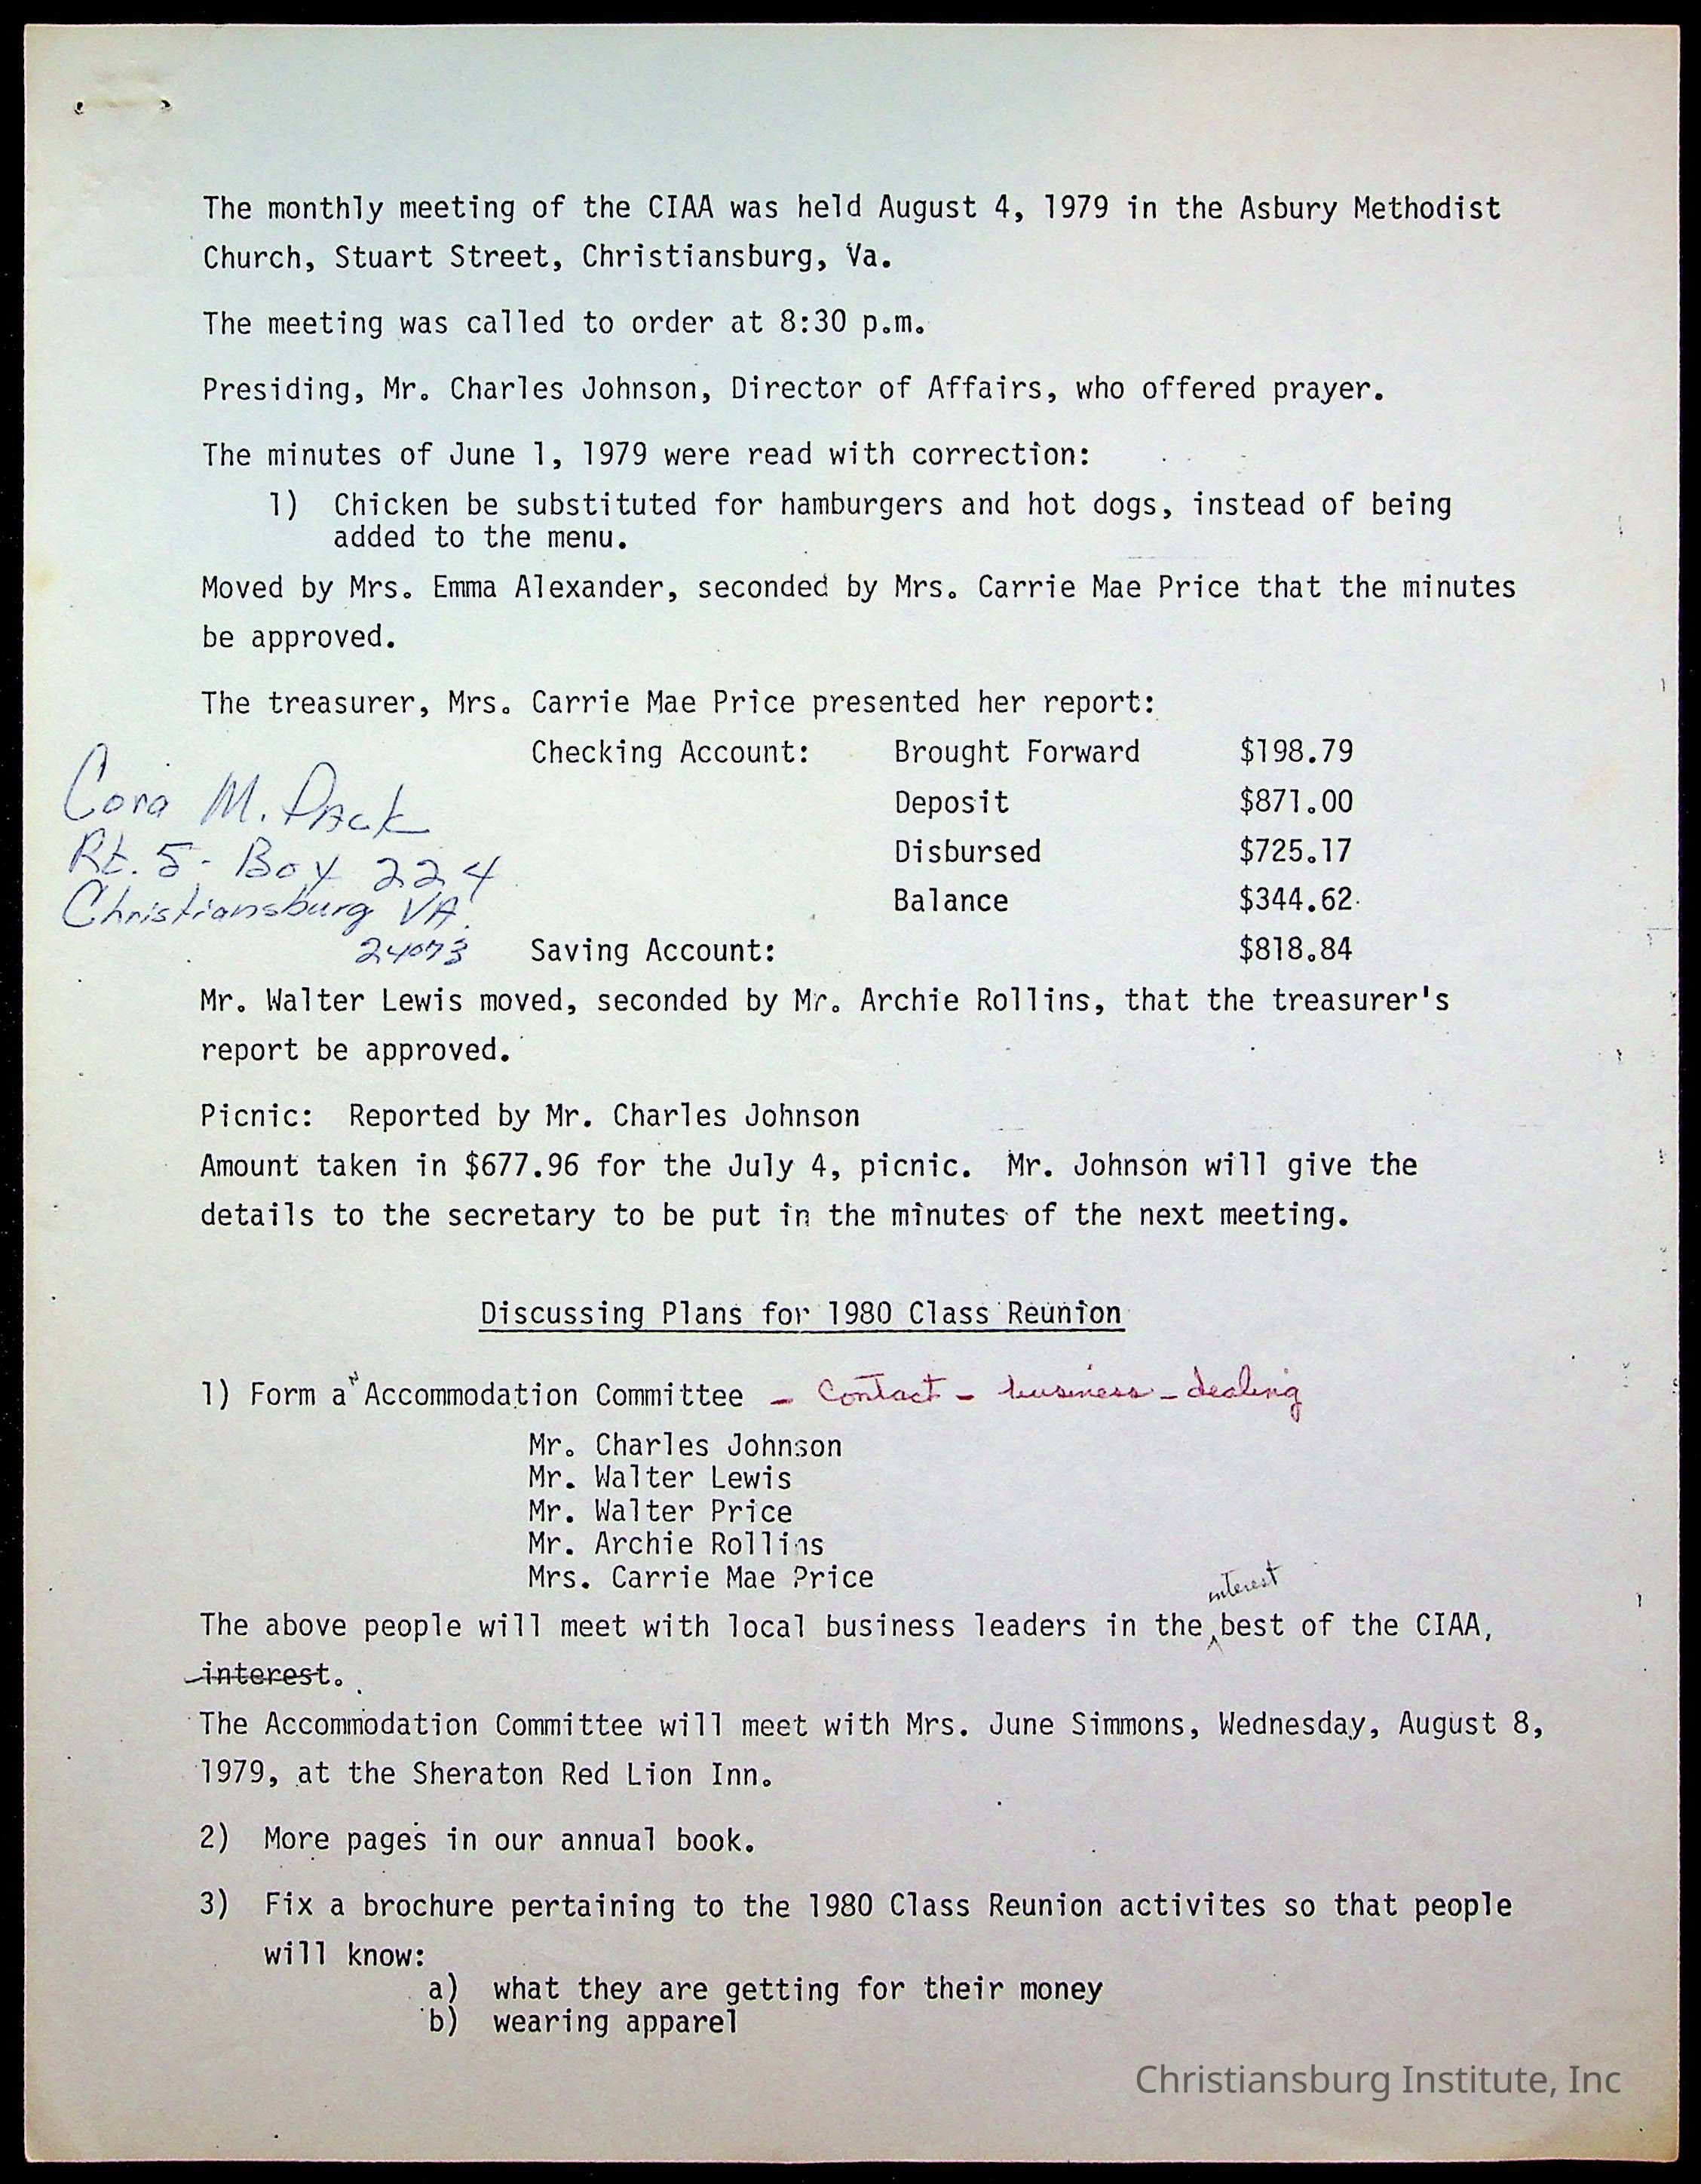 The monthly meeting of the CIAA was held August 4, 1979 in the Asbury Methodist
Church, Stuart Street, Christiansburg, Va.
The meeting was called to order at 8:30 p.m.
Presiding, Mr. Charles Johnson, Director of Affairs, who offered prayer.
The minutes of June 1, 1979 were read with correction:
1) Chicken be substituted for hamburgers and hot dogs, instead of being
added to the menu.
Moved by Mrs. Emma Alexander, seconded by Mrs. Carrie Mae Price that the minutes
be approved.
The treasurer, Mrs. Carrie Mae Price presented her report:
Checking Account: Brought Forward $198.79
Deposit $871.00
Disbursed $725.17
Balance $344.62
Saving Account: $818.84
Cora M. Pack
Rt. 5 - Box 224
Christiansburg VA.
24073
Mr. Walter Lewis moved, seconded by Mr. Archie Rollins, that the treasurer's
report be approved.
Picnic: Reported by Mr. Charles Johnson
Amount taken in $677.96 for the July 4, picnic. Mr. Johnson will give the
details to the secretary to be put in the minutes of the next meeting.
Discussing Plans for 1980 Class Reunion
1) Form an Accommodation Committee - Contact - business - dealing
Mr. Charles Johnson
Mr. Walter Lewis
Mr. Walter Price
Mr. Archie Rollins
Mrs. Carrie Mae Price
interest
The above people will meet with local business leaders in the best of the CIAA,
interest.
The Accommodation Committee will meet with Mrs. June Simmons, Wednesday, August 8,
1979, at the Sheraton Red Lion Inn.
2) More pages in our annual book.
3) Fix a brochure pertaining to the 1980 Class Reunion activites so that people
will know:
a) what they are getting for their money
b) wearing apparel
Christiansburg Institute, Inc